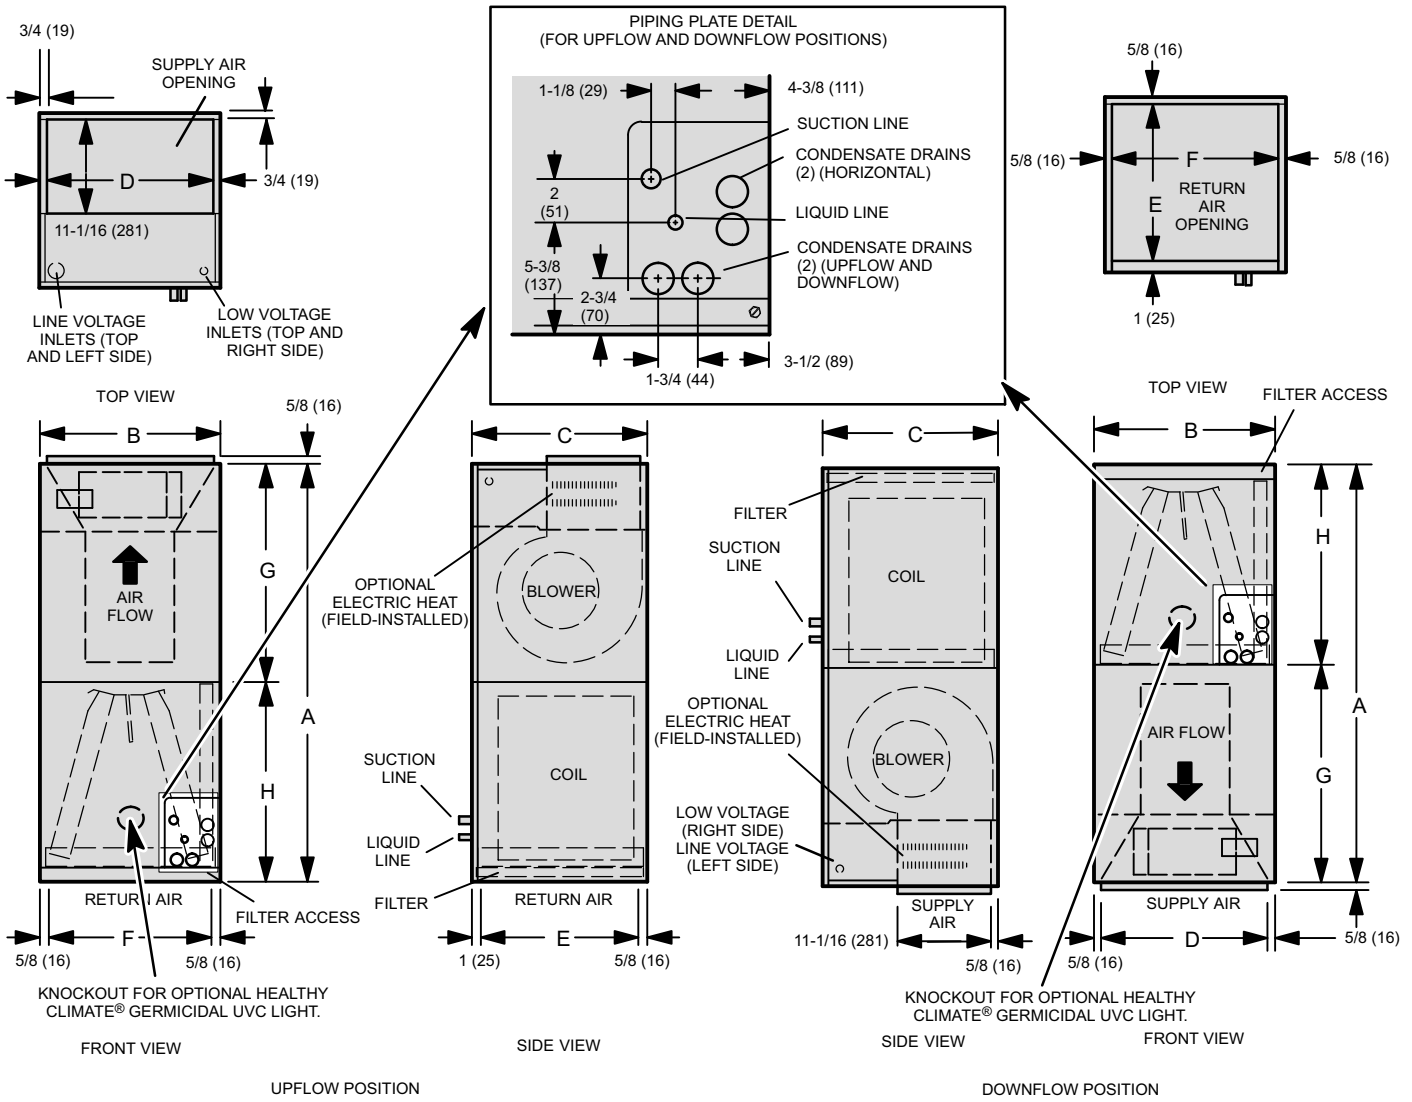 3/4 (19)
SUPPLY AIR
OPENING
D
3/4 (19)
11-1/16 (281)
LINE VOLTAGE
INLETS (TOP
AND LEFT SIDE)
LOW VOLTAGE
INLETS (TOP AND
RIGHT SIDE)
TOP VIEW
PIPING PLATE DETAIL
(FOR UPFLOW AND DOWNFLOW POSITIONS)
1-1/8 (29)
4-3/8 (111)
SUCTION LINE
CONDENSATE DRAINS
(2) (HORIZONTAL)
2
(51)
LIQUID LINE
5-3/8
(137)
CONDENSATE DRAINS
(2) (UPFLOW AND
DOWNFLOW)
2-3/4
(70)
3-1/2 (89)
1-3/4 (44)
5/8 (16)
5/8 (16)
F
5/8 (16)
E
RETURN
AIR
OPENING
1 (25)
TOP VIEW
5/8 (16)
B
G
AIR
FLOW
A
H
RETURN AIR
FILTER ACCESS
F
5/8 (16)
5/8 (16)
KNOCKOUT FOR OPTIONAL HEALTHY
CLIMATE® GERMICIDAL UVC LIGHT.
FRONT VIEW
C
OPTIONAL
ELECTRIC HEAT
(FIELD-INSTALLED)
BLOWER
SUCTION
LINE
COIL
LIQUID
LINE
FILTER
RETURN AIR
E
1 (25)
5/8 (16)
SIDE VIEW
UPFLOW POSITION
C
FILTER
SUCTION
LINE
COIL
LIQUID
LINE
OPTIONAL
ELECTRIC HEAT
(FIELD-INSTALLED)
BLOWER
LOW VOLTAGE
(RIGHT SIDE)
LINE VOLTAGE
(LEFT SIDE)
SUPPLY
AIR
11-1/16 (281)
5/8 (16)
SIDE VIEW
FILTER ACCESS
B
H
A
AIR FLOW
G
SUPPLY AIR
D
5/8 (16)
5/8 (16)
KNOCKOUT FOR OPTIONAL HEALTHY
CLIMATE® GERMICIDAL UVC LIGHT.
FRONT VIEW
DOWNFLOW POSITION